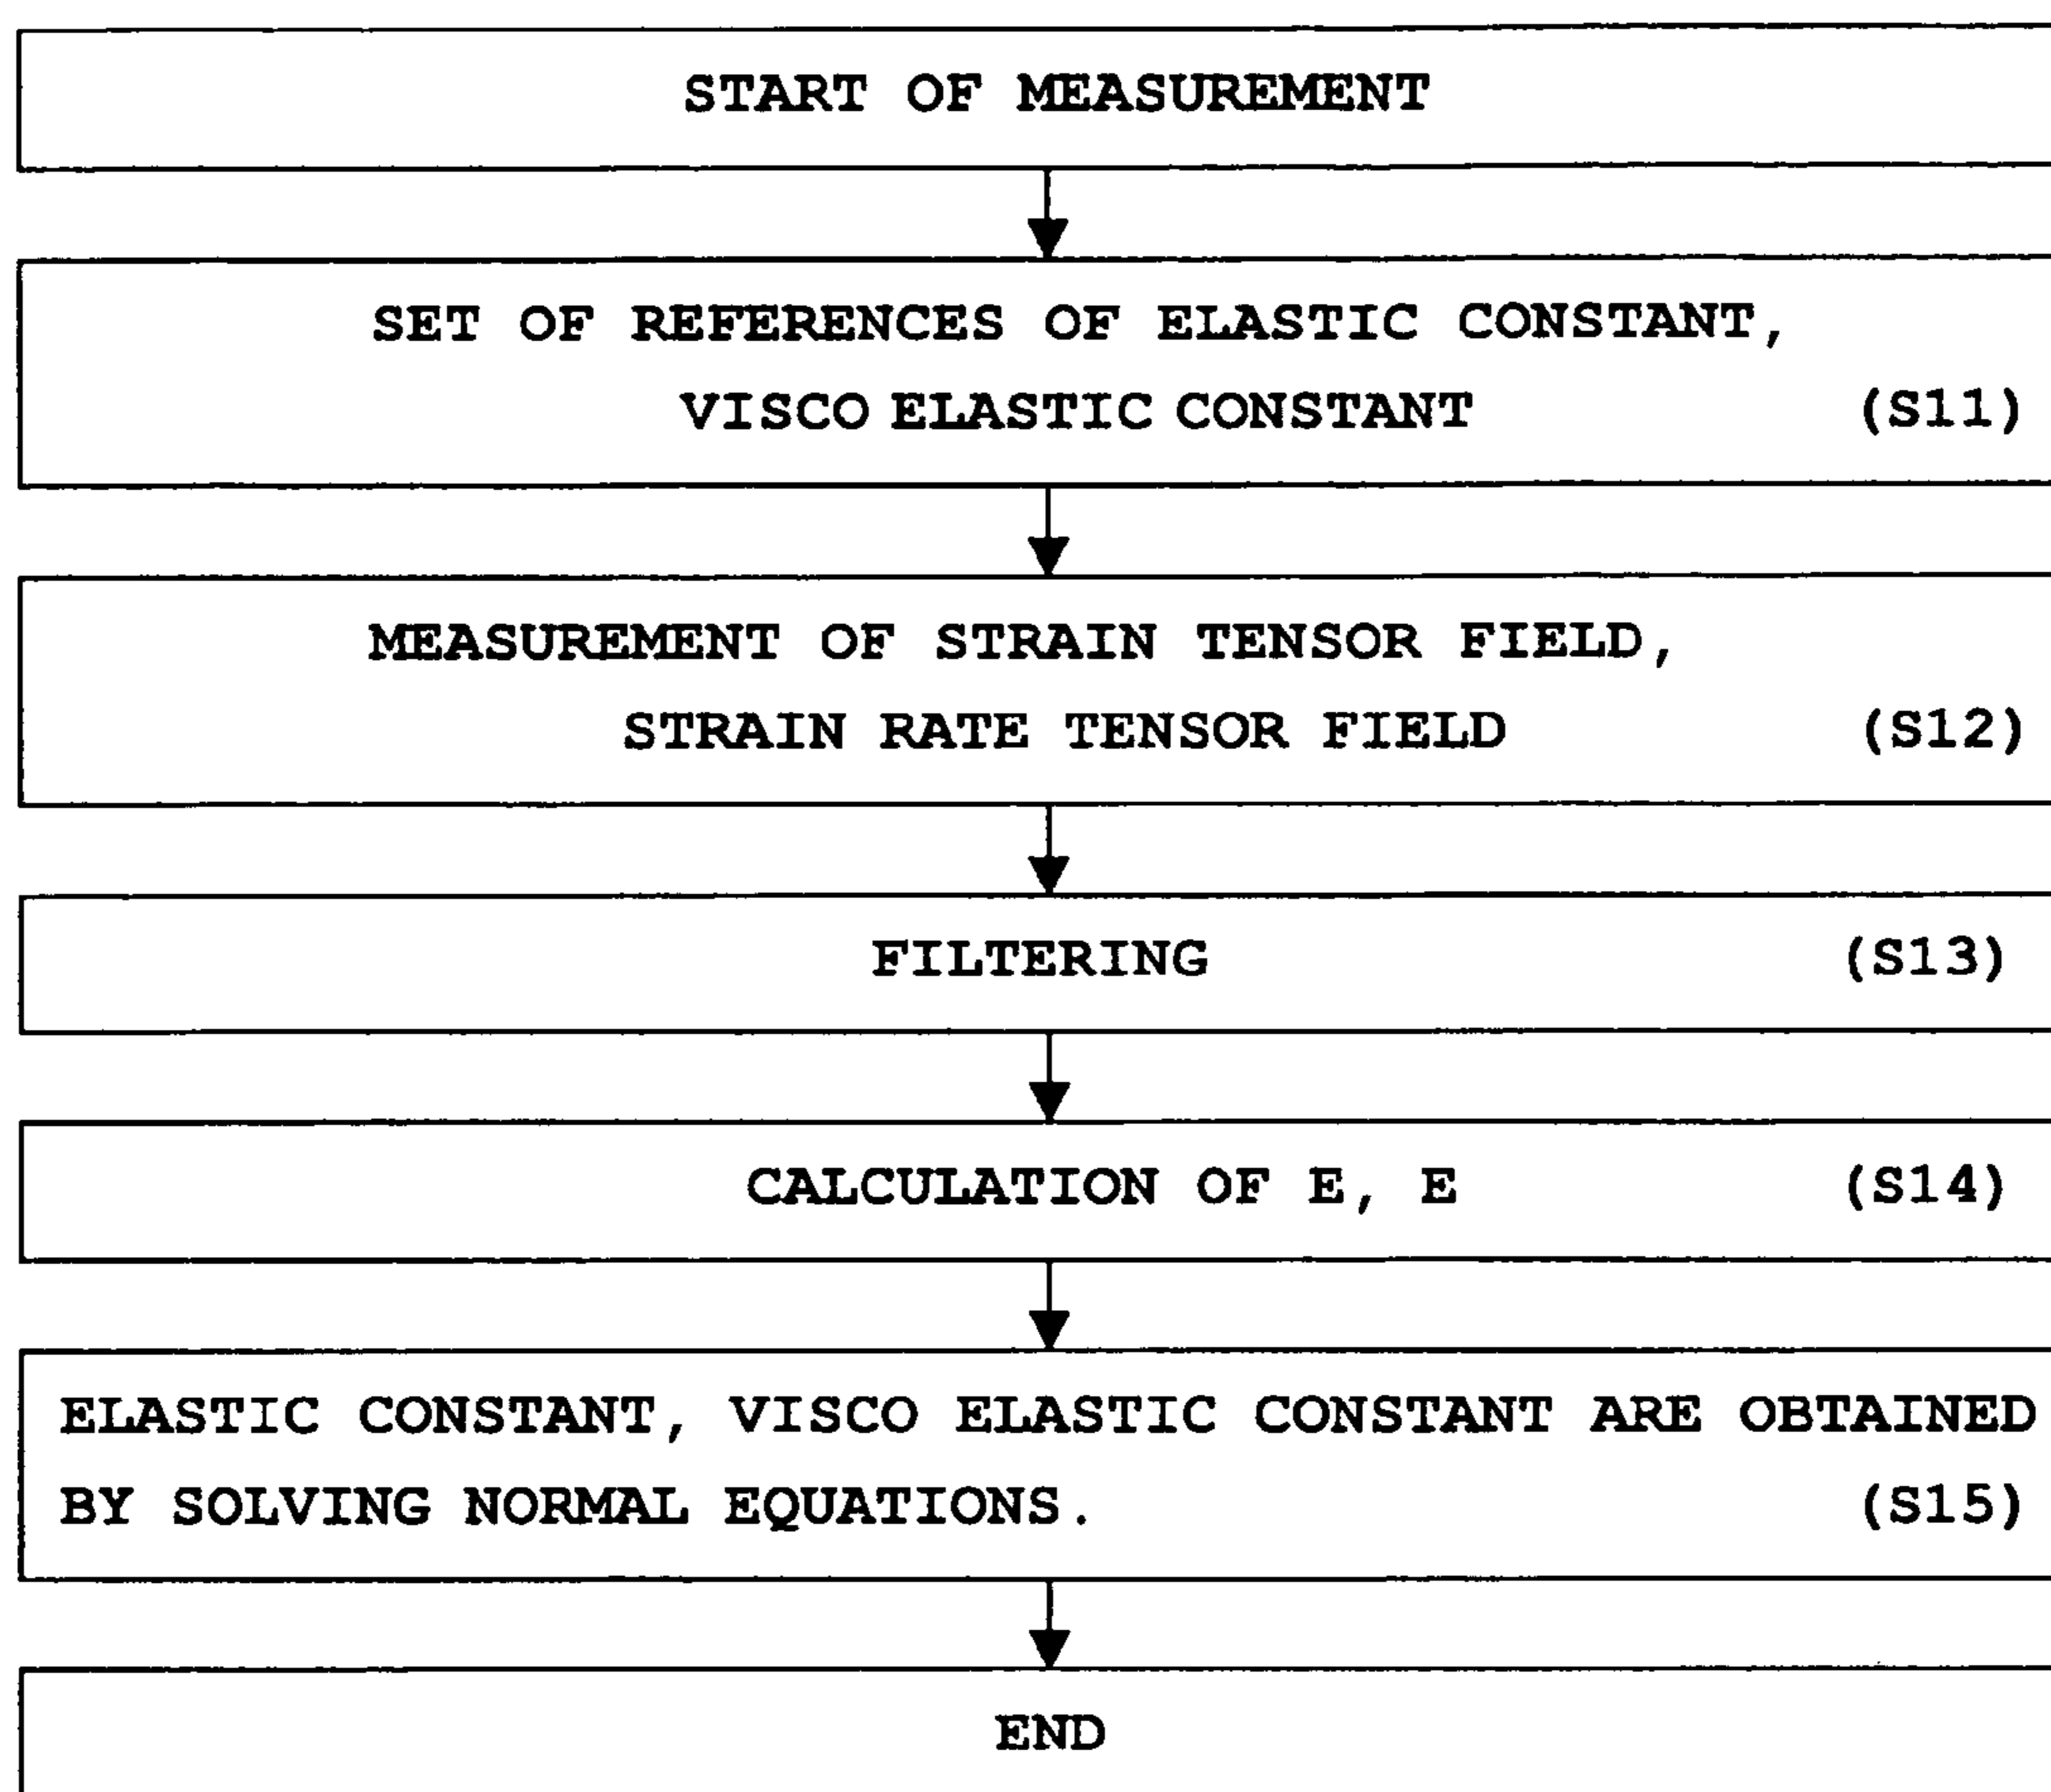 START OF MEASUREMENT
SET OF REFERENCES OF ELASTIC CONSTANT,
VISCO ELASTIC CONSTANT (S11)
MEASUREMENT OF STRAIN TENSOR FIELD,
STRAIN RATE TENSOR FIELD (S12)
FILTERING (S13)
CALCULATION OF E, E (S14)
ELASTIC CONSTANT, VISCO ELASTIC CONSTANT ARE OBTAINED
BY SOLVING NORMAL EQUATIONS. (S15)
END